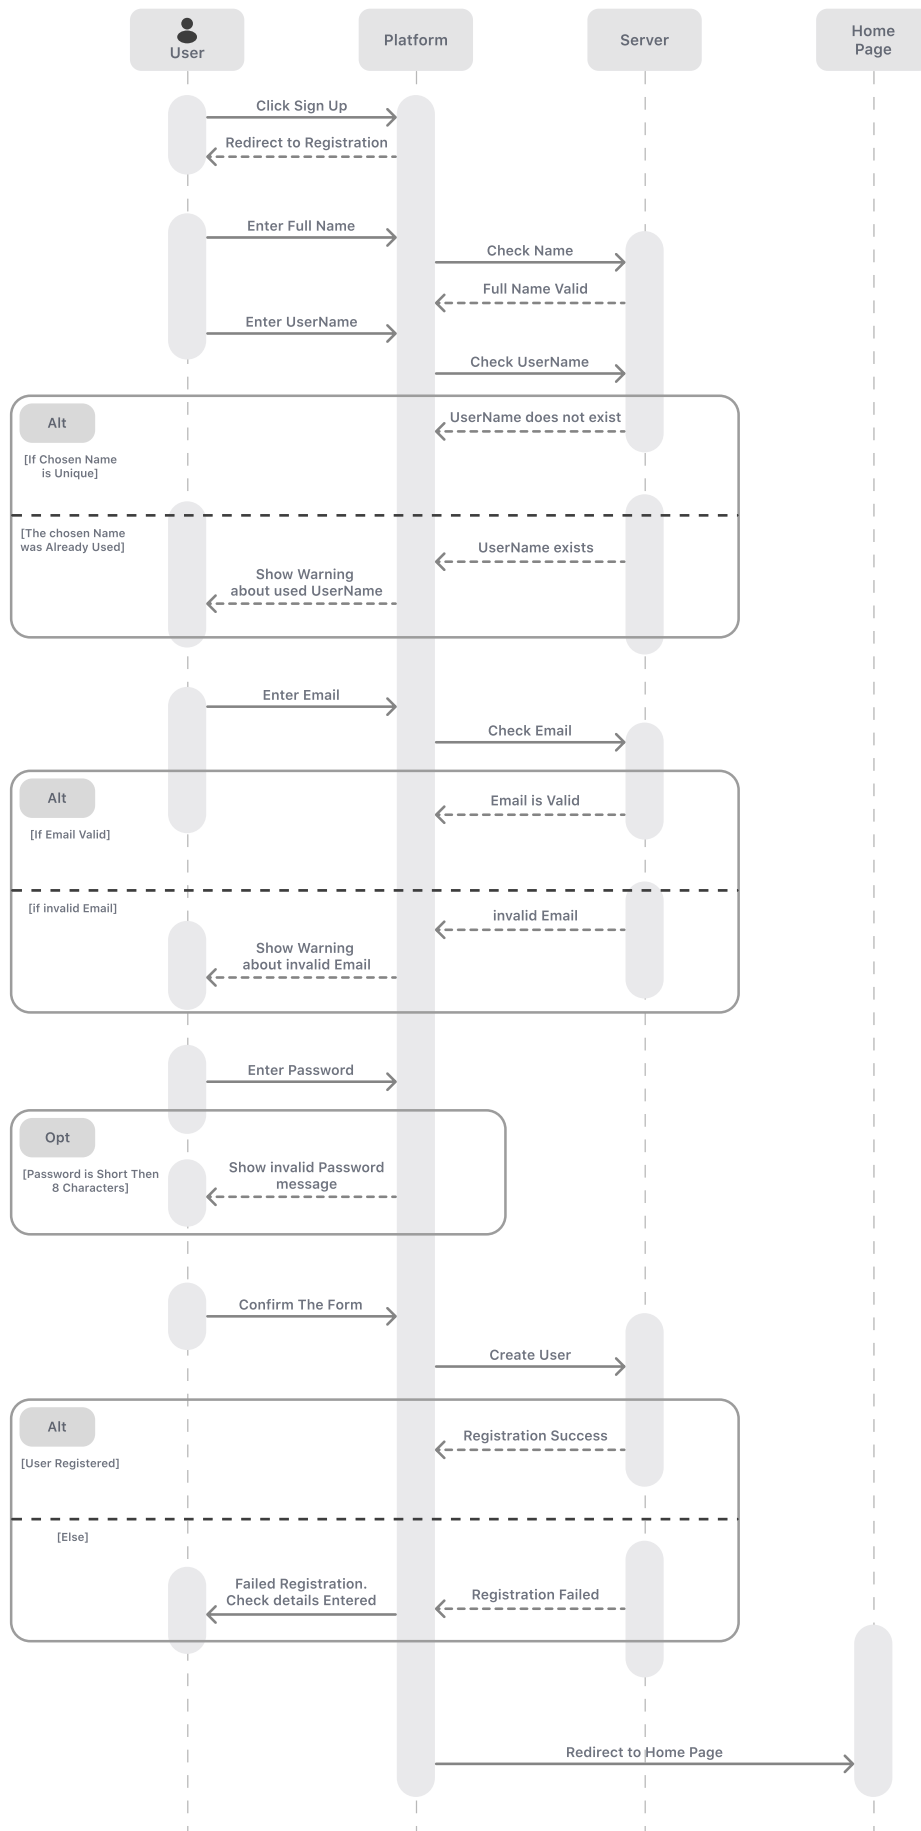 User
Platform
Server
Home
Page
Click Sign Up
Redirect to Registration
Enter Full Name
Check Name
Full Name Valid
Enter UserName
Check UserName
Alt
UserName does not exist
[If Chosen Name
is Unique]
[The chosen Name
was Already Used]
UserName exists
Show Warning
about used UserName
Enter Email
Check Email
Alt
Email is Valid
[If Email Valid]
[if invalid Email]
invalid Email
Show Warning
about invalid Email
Enter Password
Opt
[Password is Short Then
8 Characters]
Show invalid Password
message
Confirm The Form
Create User
Alt
Registration Success
[User Registered]
[Else]
Failed Registration.
Check details Entered
Registration Failed
Redirect to Home Page